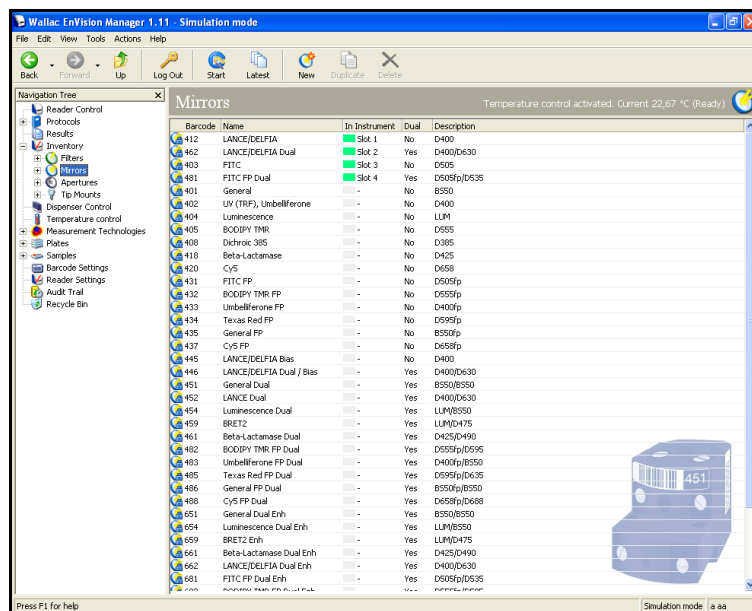 Wallac EnVision Manager 1.11 - Simulation mode
File Edit View Tools Actions Help
Back Forward Up Log Out Start Latest New Duplicate Delete
Navigation Tree
Reader Control
Protocols
Results
Inventory
Filters
Mirrors
Apertures
Tip Mounts
Dispenser Control
Temperature control
Measurement Technologies
Plates
Samples
Barcode Settings
Reader Settings
Audit Trail
Recycle Bin
Mirrors Temperature control activated. Current 22,67 °C (Ready)
Barcode Name In Instrument Dual Description
412 LANCE/DELFIA Slot 1 No D400
462 LANCE/DELFIA Dual Slot 2 Yes D400/D630
403 FITC Slot 3 No D505
481 FITC FP Dual Slot 4 Yes D505fp/D535
401 General - No BS50
402 UV (TRF), Umbelliferone - No D400
404 Luminescence - No LUM
405 BODIPY TMR - No D555
408 Dichroic 385 - No D385
418 Beta-Lactamase - No D425
420 Cy5 - No D658
431 FITC FP - No D505fp
432 BODIPY TMR FP - No D555fp
433 Umbelliferone FP - No D400fp
434 Texas Red FP - No D595fp
435 General FP - No BS50fp
437 Cy5 FP - No D658fp
445 LANCE/DELFIA Bias - No D400
446 LANCE/DELFIA Dual / Bias - Yes D400/D630
451 General Dual - Yes BS50/BS50
452 LANCE Dual - Yes D400/D630
454 Luminescence Dual - Yes LUM/BS50
459 BRET2 - Yes LUM/D475
461 Beta-Lactamase Dual - Yes D425/D490
482 BODIPY TMR FP Dual - Yes D555fp/D595
483 Umbelliferone FP Dual - Yes D400fp/BS50
485 Texas Red FP Dual - Yes D595fp/D635
486 General FP Dual - Yes BS50fp/BS50
488 Cy5 FP Dual - Yes D658fp/D688
651 General Dual Enh - Yes BS50/BS50
654 Luminescence Dual Enh - Yes LUM/BS50
659 BRET2 Enh - Yes LUM/D475
661 Beta-Lactamase Dual Enh - Yes D425/D490
662 LANCE/DELFIA Dual Enh - Yes D400/D630
681 FITC FP Dual Enh - Yes D505fp/D535
451
Press F1 for help Simulation mode a aa